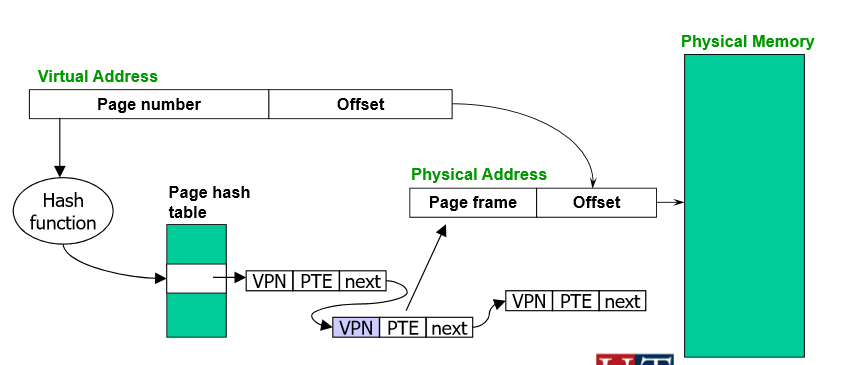 Physical Memory
Virtual Address
Page number
Offset
Physical Address
Page frame
Offset
Hash
function
Page hash
table
VPN PTE next
VPN PTE next
VPN PTE next